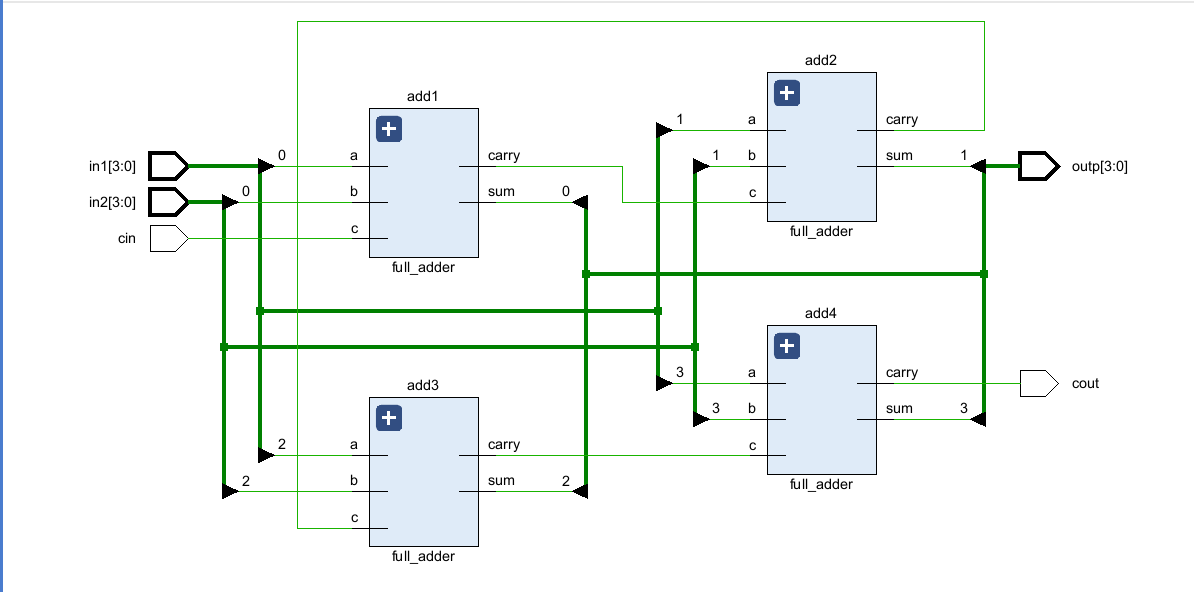 add1
0 a carry
in1[3:0]
0 b sum 0
in2[3:0]
c
cin
full_adder
add2
1 a carry
1 b sum 1
outp[3:0]
c
full_adder
add3
2 a carry
2 b sum 2
c
full_adder
add4
3 a carry
cout
3 b sum 3
c
full_adder